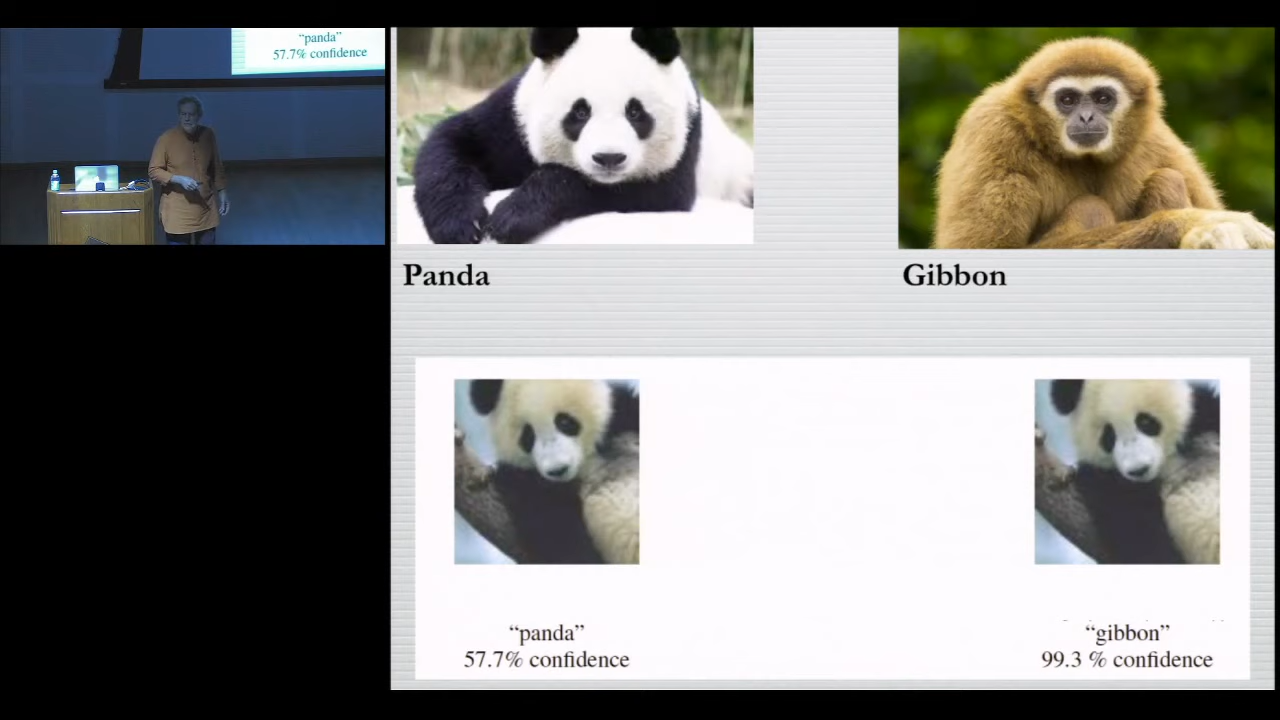 “panda”
57.7% confidence
Panda
Gibbon
“panda”
57.7% confidence
“gibbon”
99.3 % confidence